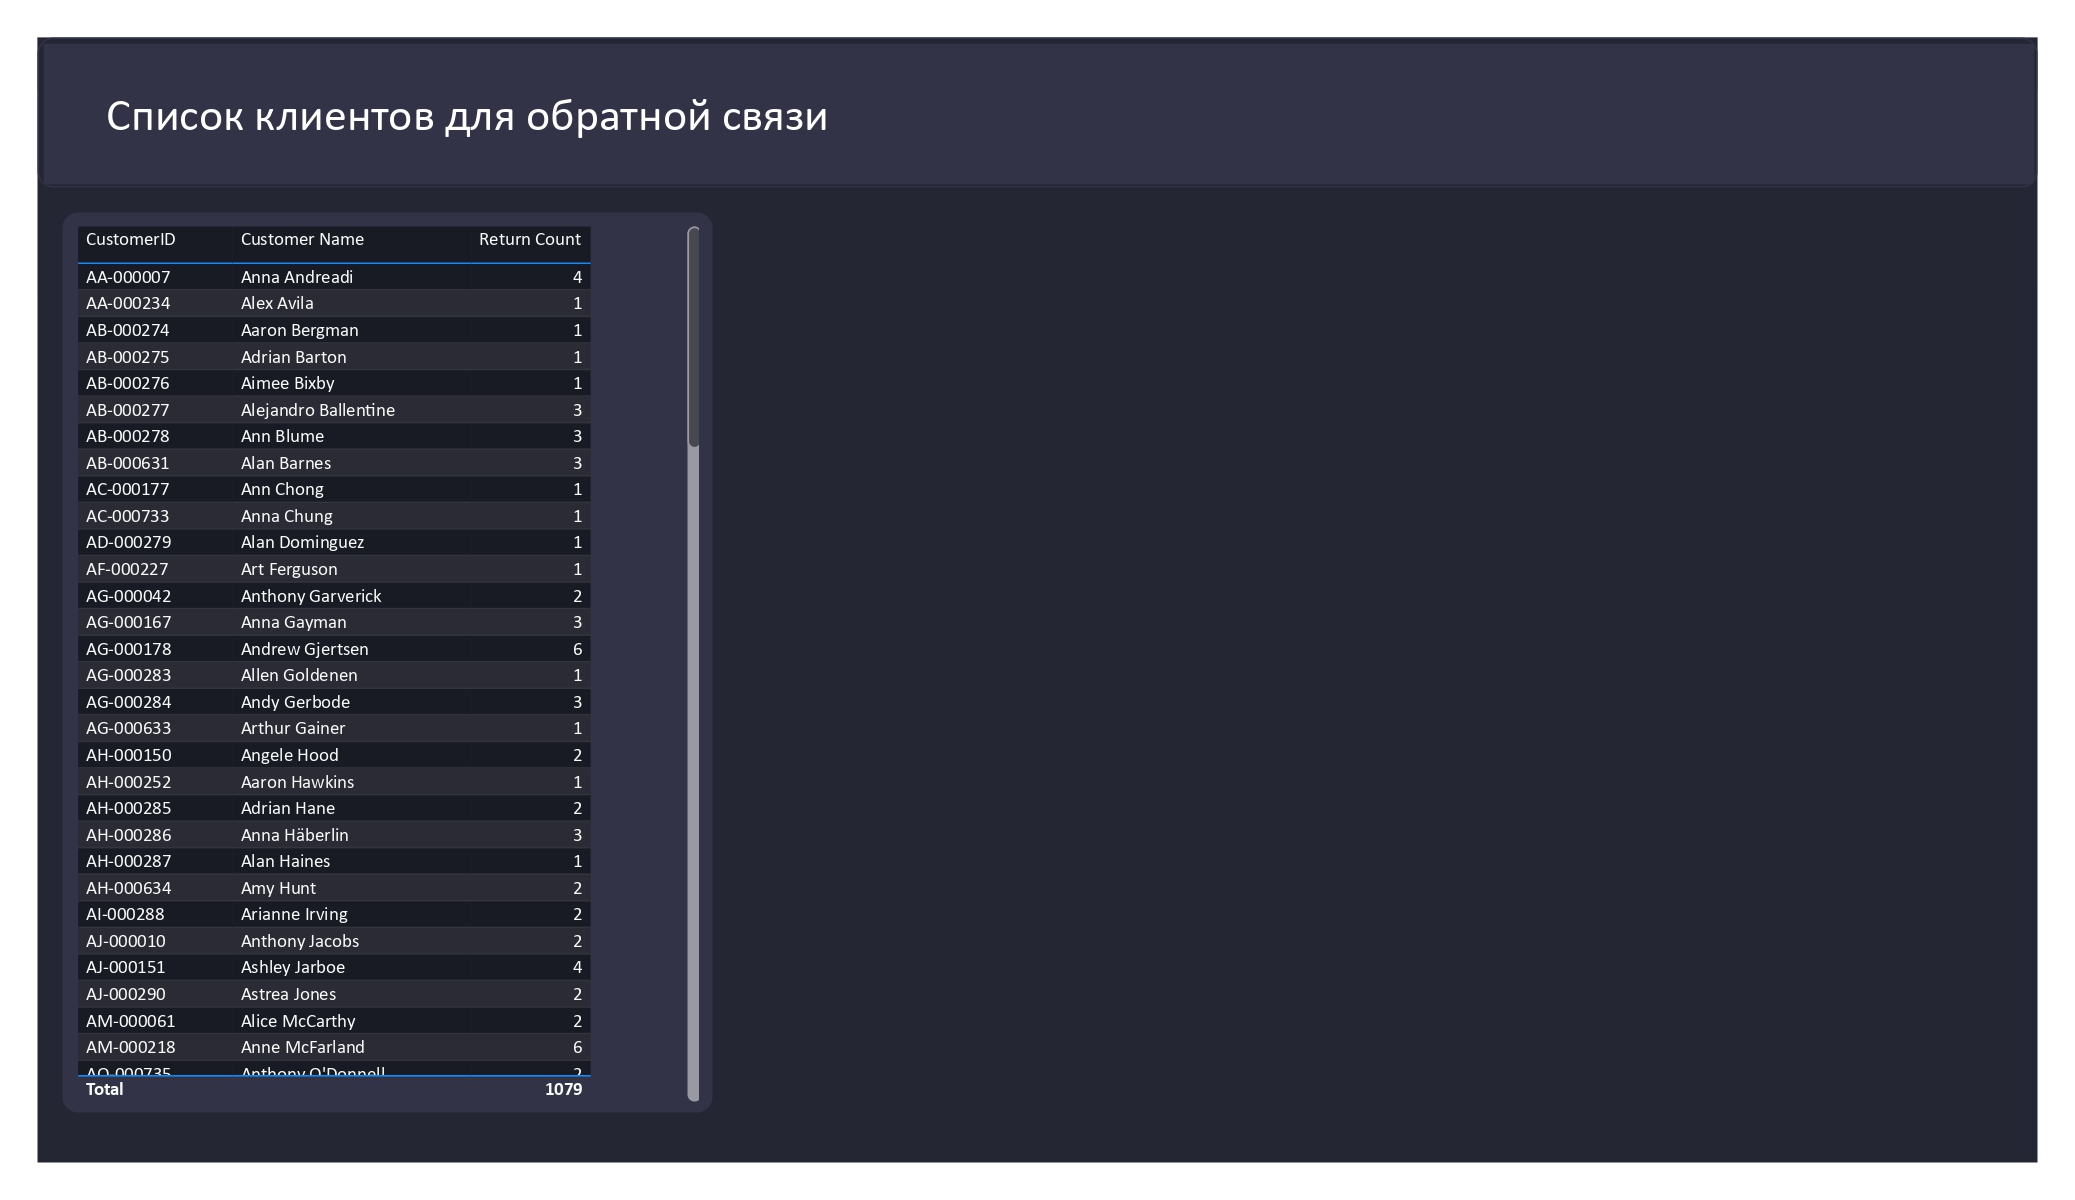 Список клиентов для обратной связи
CustomerID Customer Name Return Count
AA-000007 Anna Andreadi 4
AA-000234 Alex Avila 1
AB-000274 Aaron Bergman 1
AB-000275 Adrian Barton 1
AB-000276 Aimee Bixby 1
AB-000277 Alejandro Ballentine 3
AB-000278 Ann Blume 3
AB-000631 Alan Barnes 3
AC-000177 Ann Chong 1
AC-000733 Anna Chung 1
AD-000279 Alan Dominguez 1
AF-000227 Art Ferguson 1
AG-000042 Anthony Garverick 2
AG-000167 Anna Gayman 3
AG-000178 Andrew Gjertsen 6
AG-000283 Allen Goldenen 1
AG-000284 Andy Gerbode 3
AG-000633 Arthur Gainer 1
AH-000150 Angele Hood 2
AH-000252 Aaron Hawkins 1
AH-000285 Adrian Hane 2
AH-000286 Anna Häberlin 3
AH-000287 Alan Haines 1
AH-000634 Amy Hunt 2
AI-000288 Arianne Irving 2
AJ-000010 Anthony Jacobs 2
AJ-000151 Ashley Jarboe 4
AJ-000290 Astrea Jones 2
AM-000061 Alice McCarthy 2
AM-000218 Anne McFarland 6
AO-000735 Anthony O'Donnell 2
Total 1079